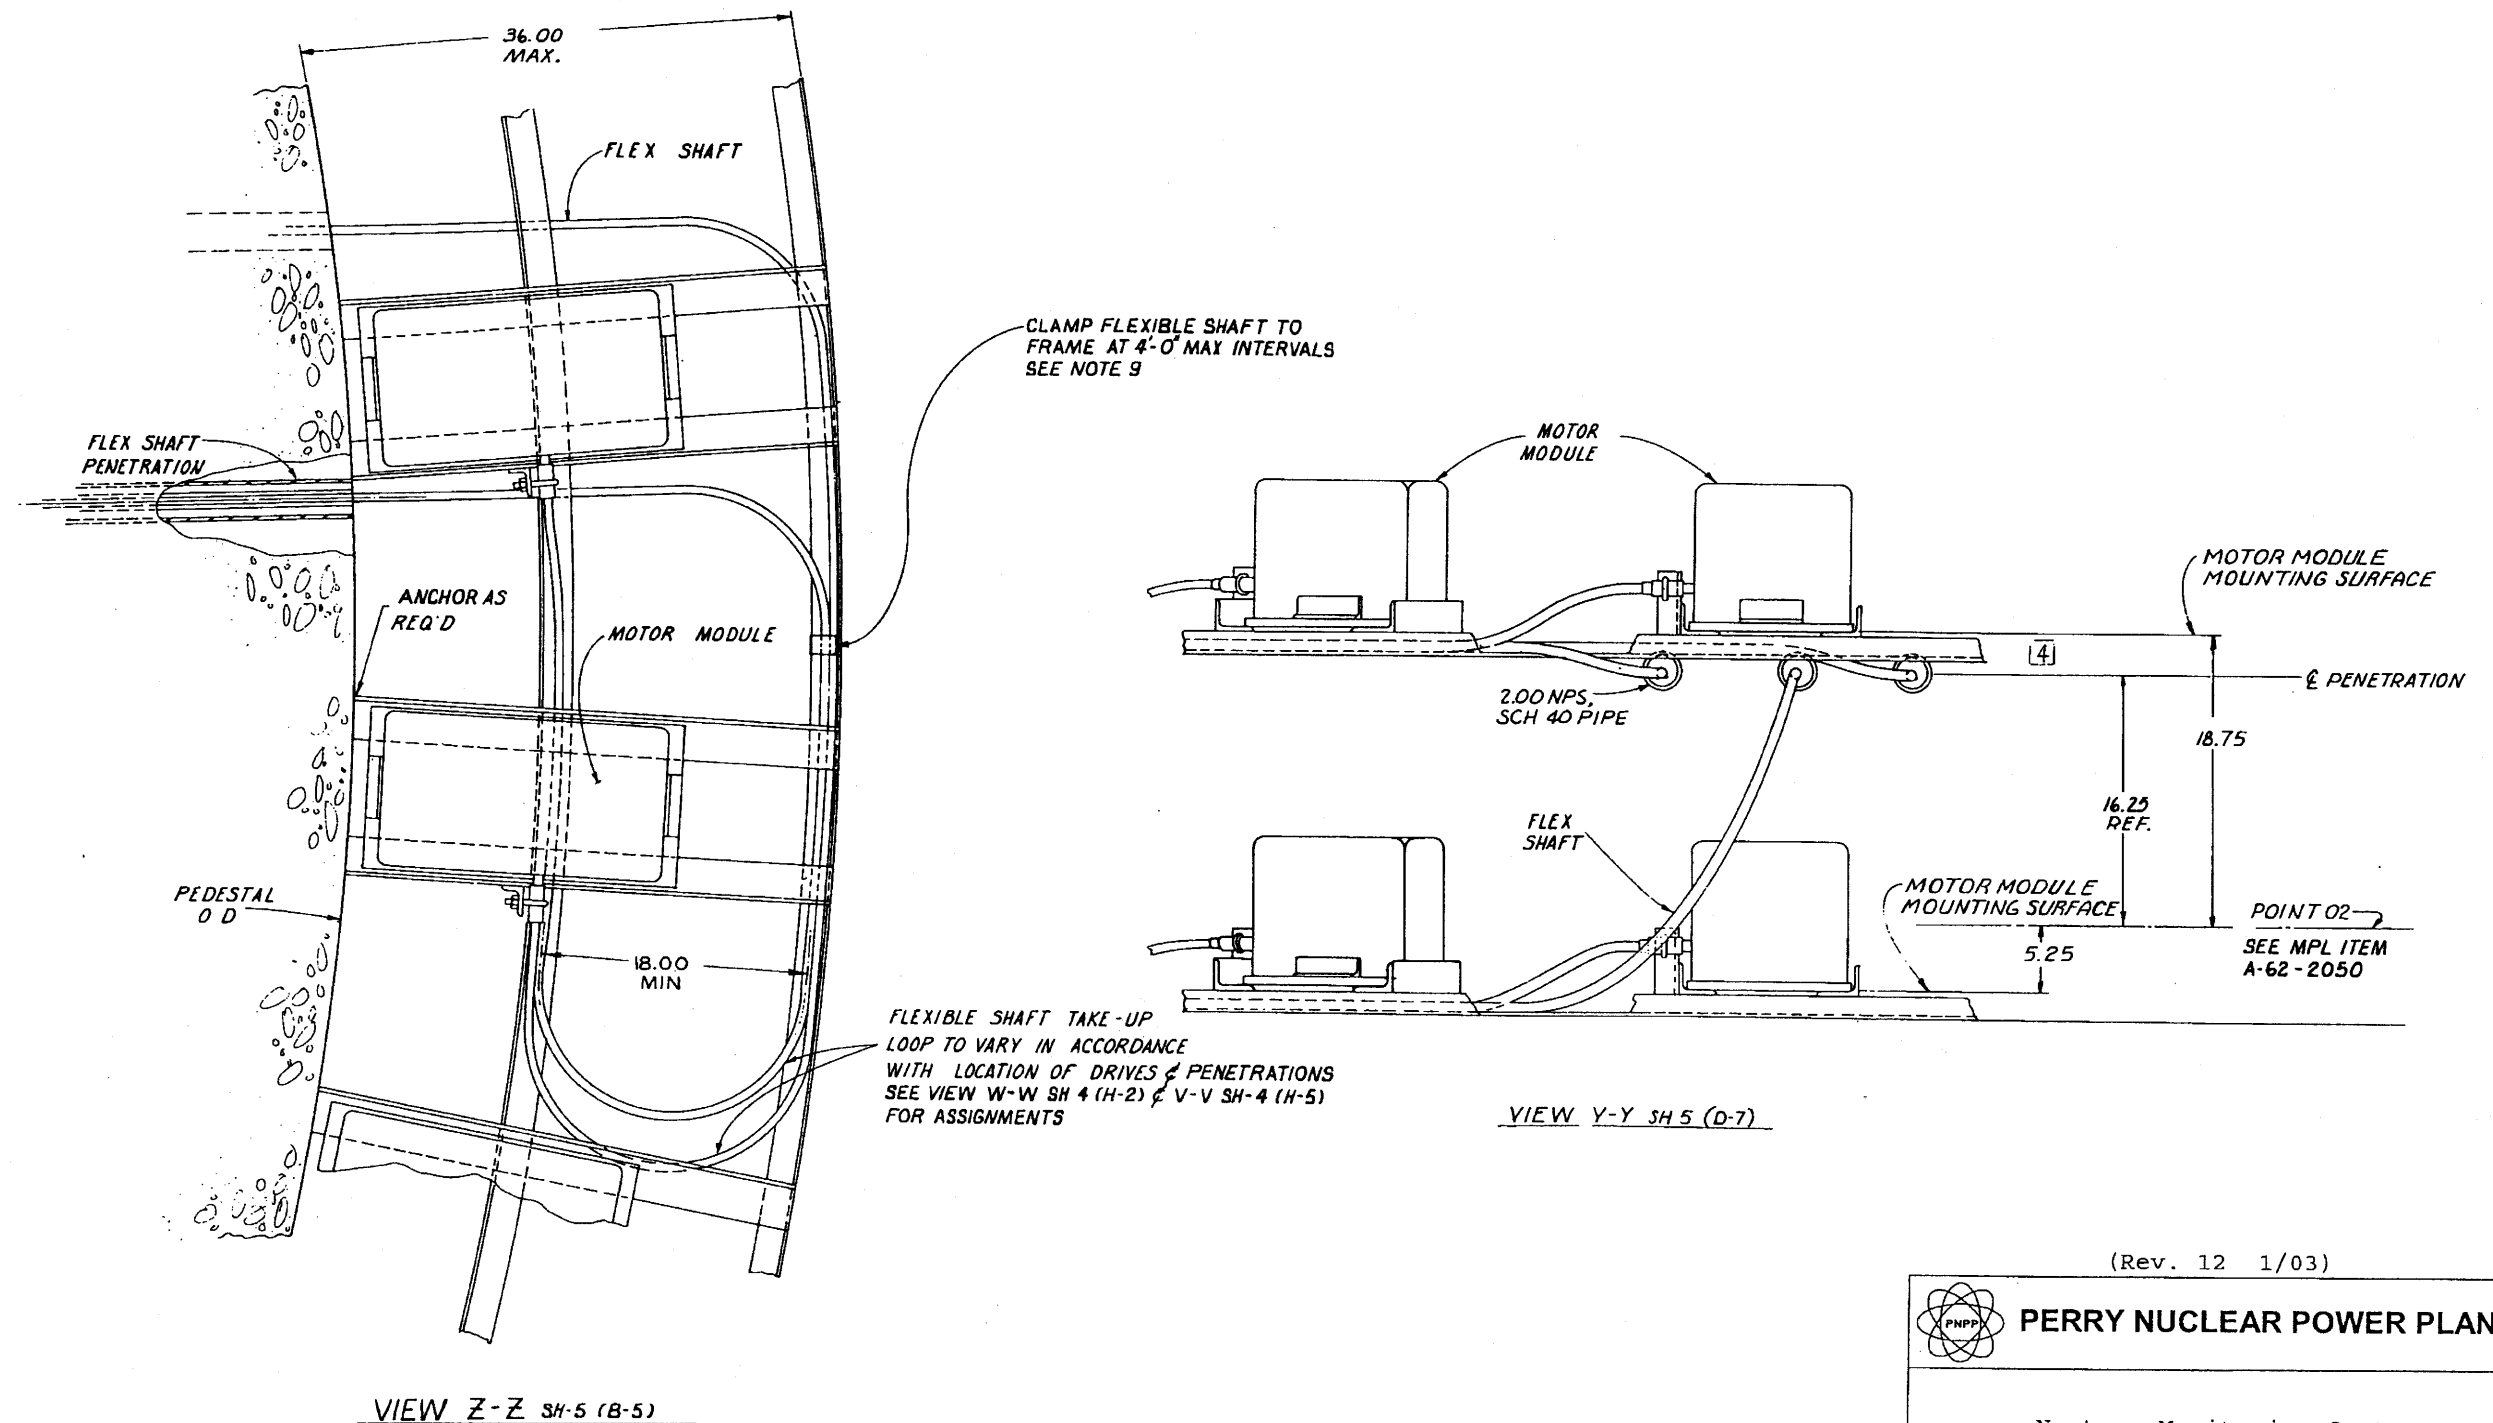 36.00
MAX.
FLEX SHAFT
CLAMP FLEXIBLE SHAFT TO
FRAME AT 4'-0" MAX INTERVALS
SEE NOTE 9
FLEX SHAFT
PENETRATION
ANCHOR AS
REQ'D
MOTOR MODULE
PEDESTAL
O D
18.00
MIN
FLEXIBLE SHAFT TAKE-UP
LOOP TO VARY IN ACCORDANCE
WITH LOCATION OF DRIVES & PENETRATIONS
SEE VIEW W-W SH 4 (H-2) & V-V SH-4 (H-5)
FOR ASSIGNMENTS
VIEW Z-Z SH-5 (B-5)
MOTOR
MODULE
MOTOR MODULE
MOUNTING SURFACE
4
℄ PENETRATION
2.00 NPS,
SCH 40 PIPE
18.75
16.25
REF.
FLEX
SHAFT
MOTOR MODULE
MOUNTING SURFACE
POINT 02
5.25
SEE MPL ITEM
A-62-2050
VIEW Y-Y SH 5 (D-7)
(Rev. 12 1/03)
PNPP
PERRY NUCLEAR POWER PLAN